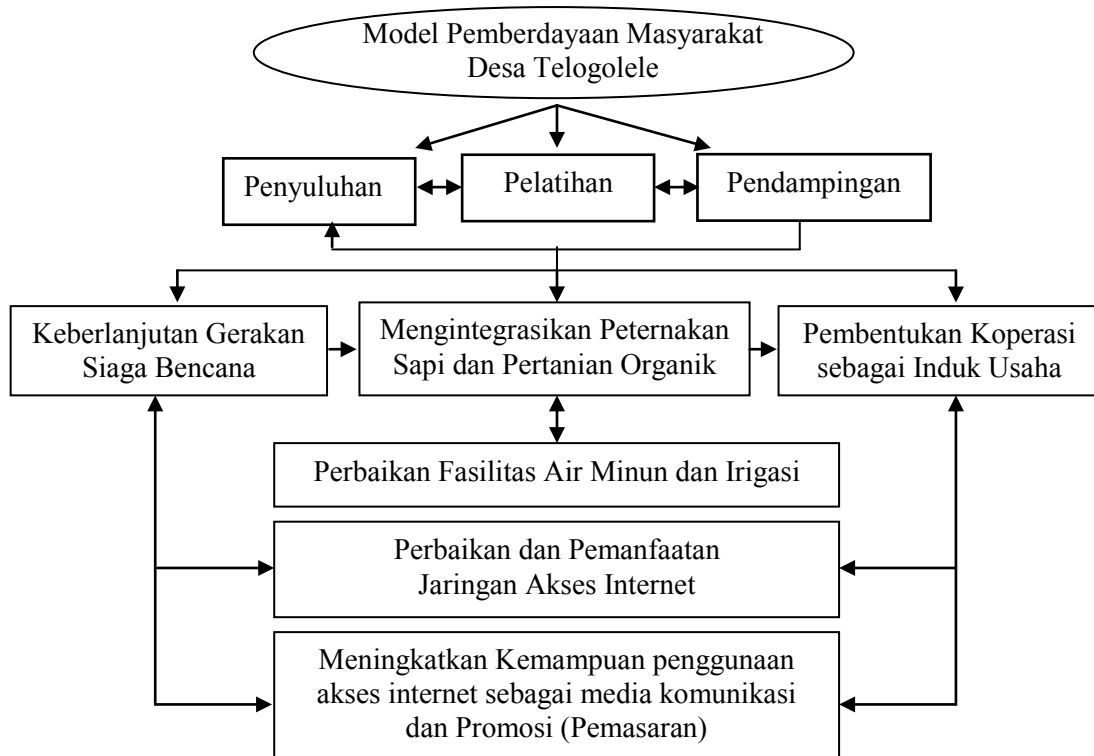 Model Pemberdayaan Masyarakat
Desa Telogolele
Penyuluhan
Pelatihan
Pendampingan
Keberlanjutan Gerakan
Siaga Bencana
Mengintegrasikan Peternakan
Sapi dan Pertanian Organik
Pembentukan Koperasi
sebagai Induk Usaha
Perbaikan Fasilitas Air Minun dan Irigasi
Perbaikan dan Pemanfaatan
Jaringan Akses Internet
Meningkatkan Kemampuan penggunaan
akses internet sebagai media komunikasi
dan Promosi (Pemasaran)